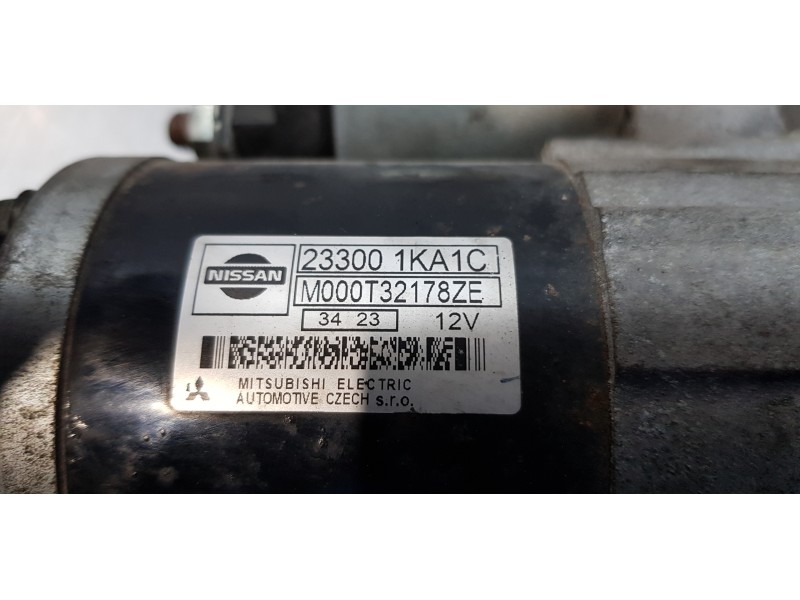 NISSAN
23300 1KA1C
M000T32178ZE
34 23 12V
MITSUBISHI ELECTRIC
AUTOMOTIVE CZECH s.r.o.